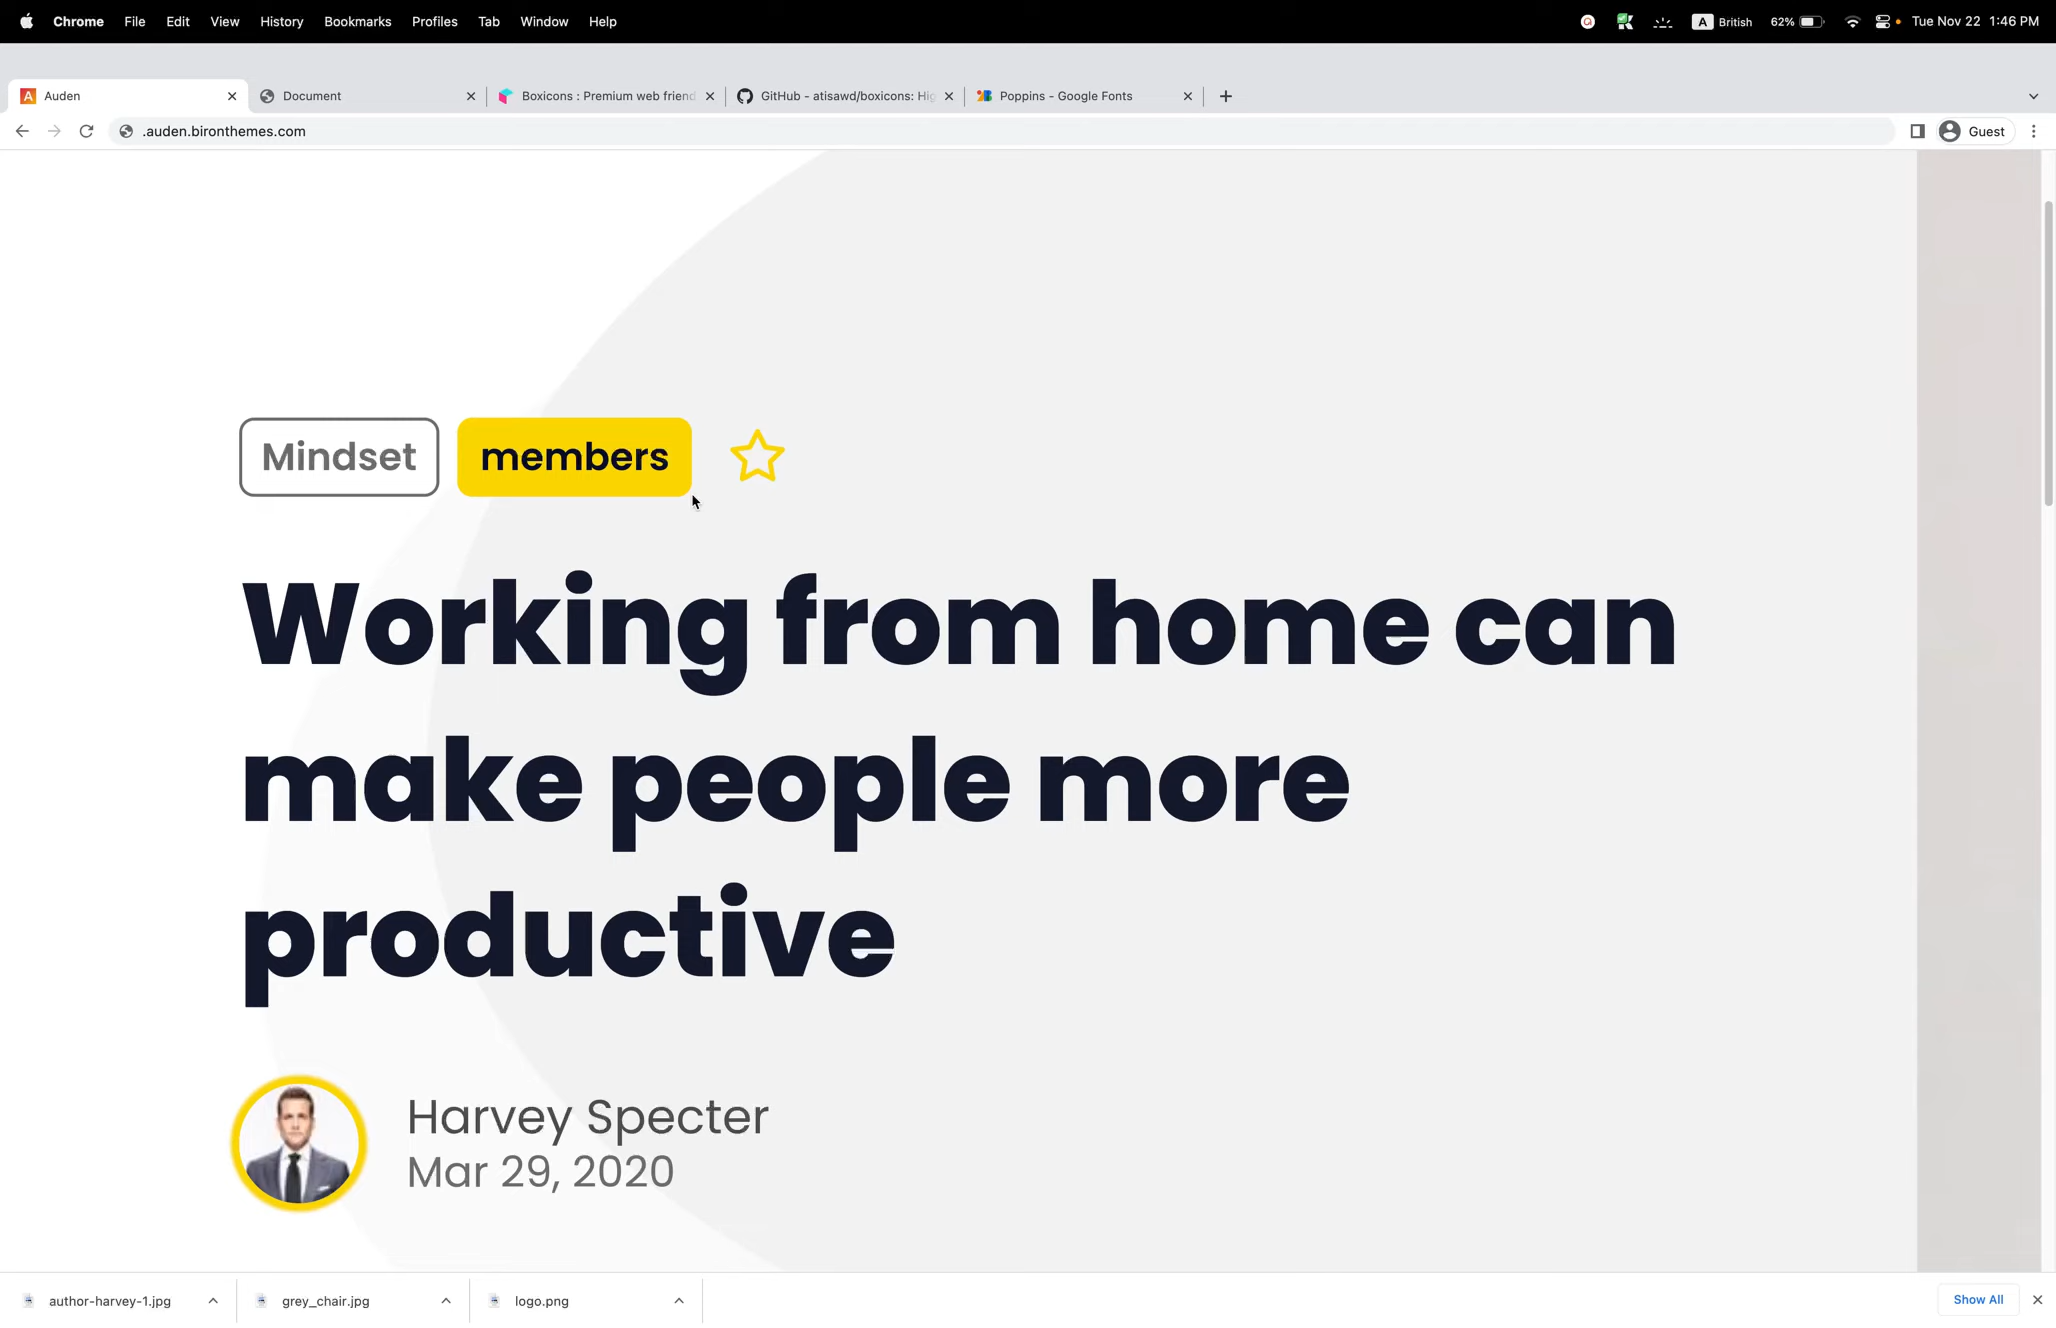 Chrome File Edit View History Bookmarks Profiles Tab Window Help
A British 62% Tue Nov 22 1:46 PM
A Auden Document Boxicons : Premium web friend GitHub - atisawd/boxicons: Hig Poppins - Google Fonts
.auden.bironthemes.com Guest
Mindset members
Working from home can
make people more
productive
Harvey Specter
Mar 29, 2020
author-harvey-1.jpg grey_chair.jpg logo.png Show All